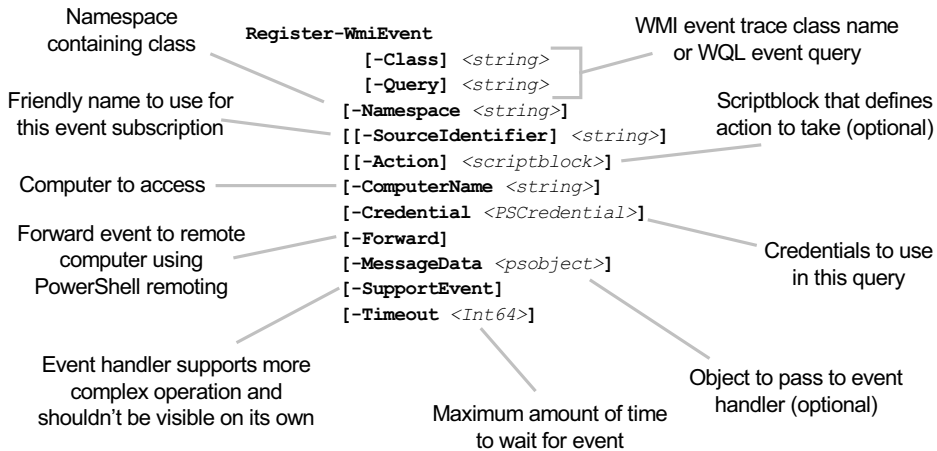 Namespace
containing class
Register-WmiEvent
[-Class] <string>
[-Query] <string>
WMI event trace class name
or WQL event query
Friendly name to use for
this event subscription
[-Namespace <string>]
[[-SourceIdentifier] <string>]
[[-Action] <scriptblock>]
Scriptblock that defines
action to take (optional)
Computer to access
[-ComputerName <string>]
[-Credential <PSCredential>]
Credentials to use
in this query
Forward event to remote
computer using
PowerShell remoting
[-Forward]
[-MessageData <psobject>]
[-SupportEvent]
[-Timeout <Int64>]
Event handler supports more
complex operation and
shouldn't be visible on its own
Maximum amount of time
to wait for event
Object to pass to event
handler (optional)